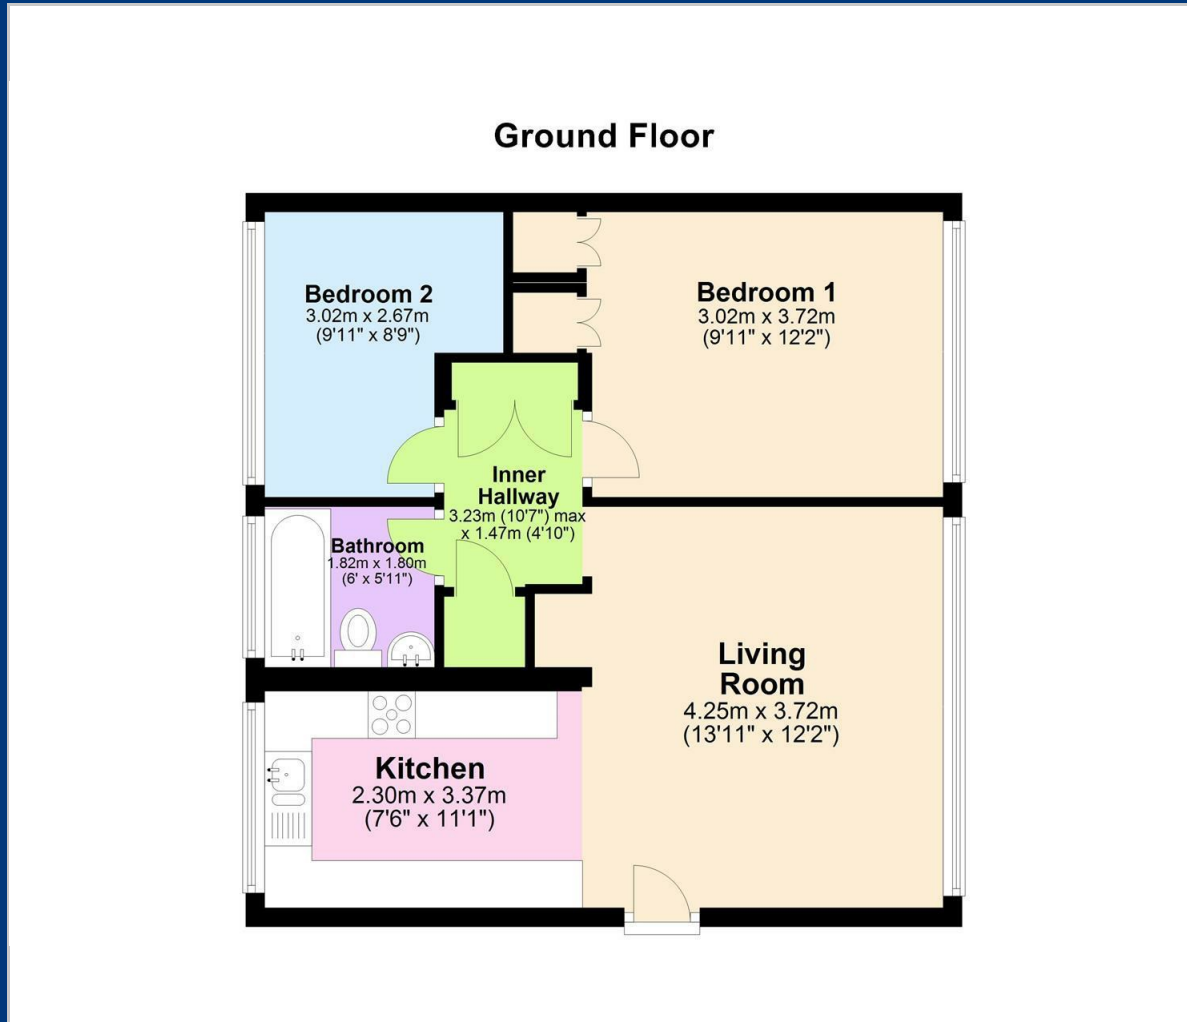 Ground Floor
Bedroom 2
3.02m x 2.67m
(9'11" x 8'9")
Bedroom 1
3.02m x 3.72m
(9'11" x 12'2")
Inner
Hallway
3.23m (10'7") max
x 1.47m (4'10")
Bathroom
1.82m x 1.80m
(6' x 5'11")
Living
Room
4.25m x 3.72m
(13'11" x 12'2")
Kitchen
2.30m x 3.37m
(7'6" x 11'1")